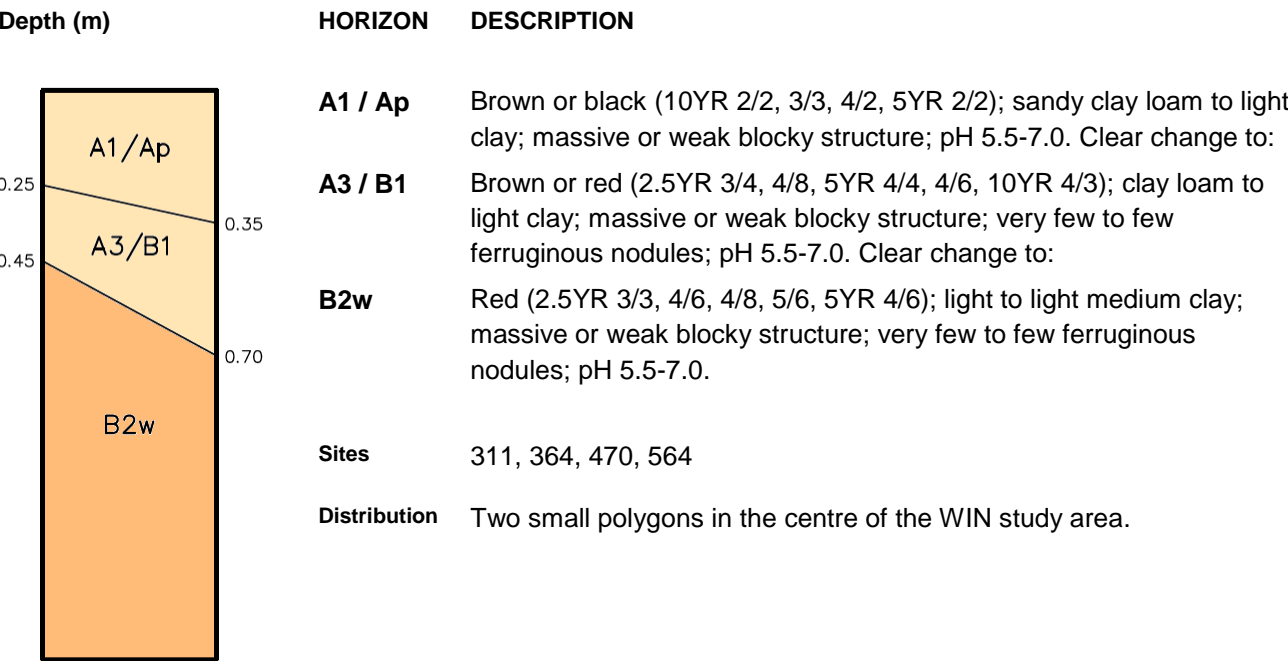 Depth (m) HORIZON DESCRIPTION
A1 / Ap Brown or black (10YR 2/2, 3/3, 4/2, 5YR 2/2); sandy clay loam to light
clay; massive or weak blocky structure; pH 5.5-7.0. Clear change to:
A1/Ap
A3 / B1 Brown or red (2.5YR 3/4, 4/8, 5YR 4/4, 4/6, 10YR 4/3); clay loam to
0.25
light clay; massive or weak blocky structure; very few to few
0.35
A3/B1
ferruginous nodules; pH 5.5-7.0. Clear change to:
0.45
B2w Red (2.5YR 3/3, 4/6, 4/8, 5/6, 5YR 4/6); light to light medium clay;
massive or weak blocky structure; very few to few ferruginous
0.70
nodules; pH 5.5-7.0.
B2w
Sites 311, 364, 470, 564
Distribution Two small polygons in the centre of the WIN study area.